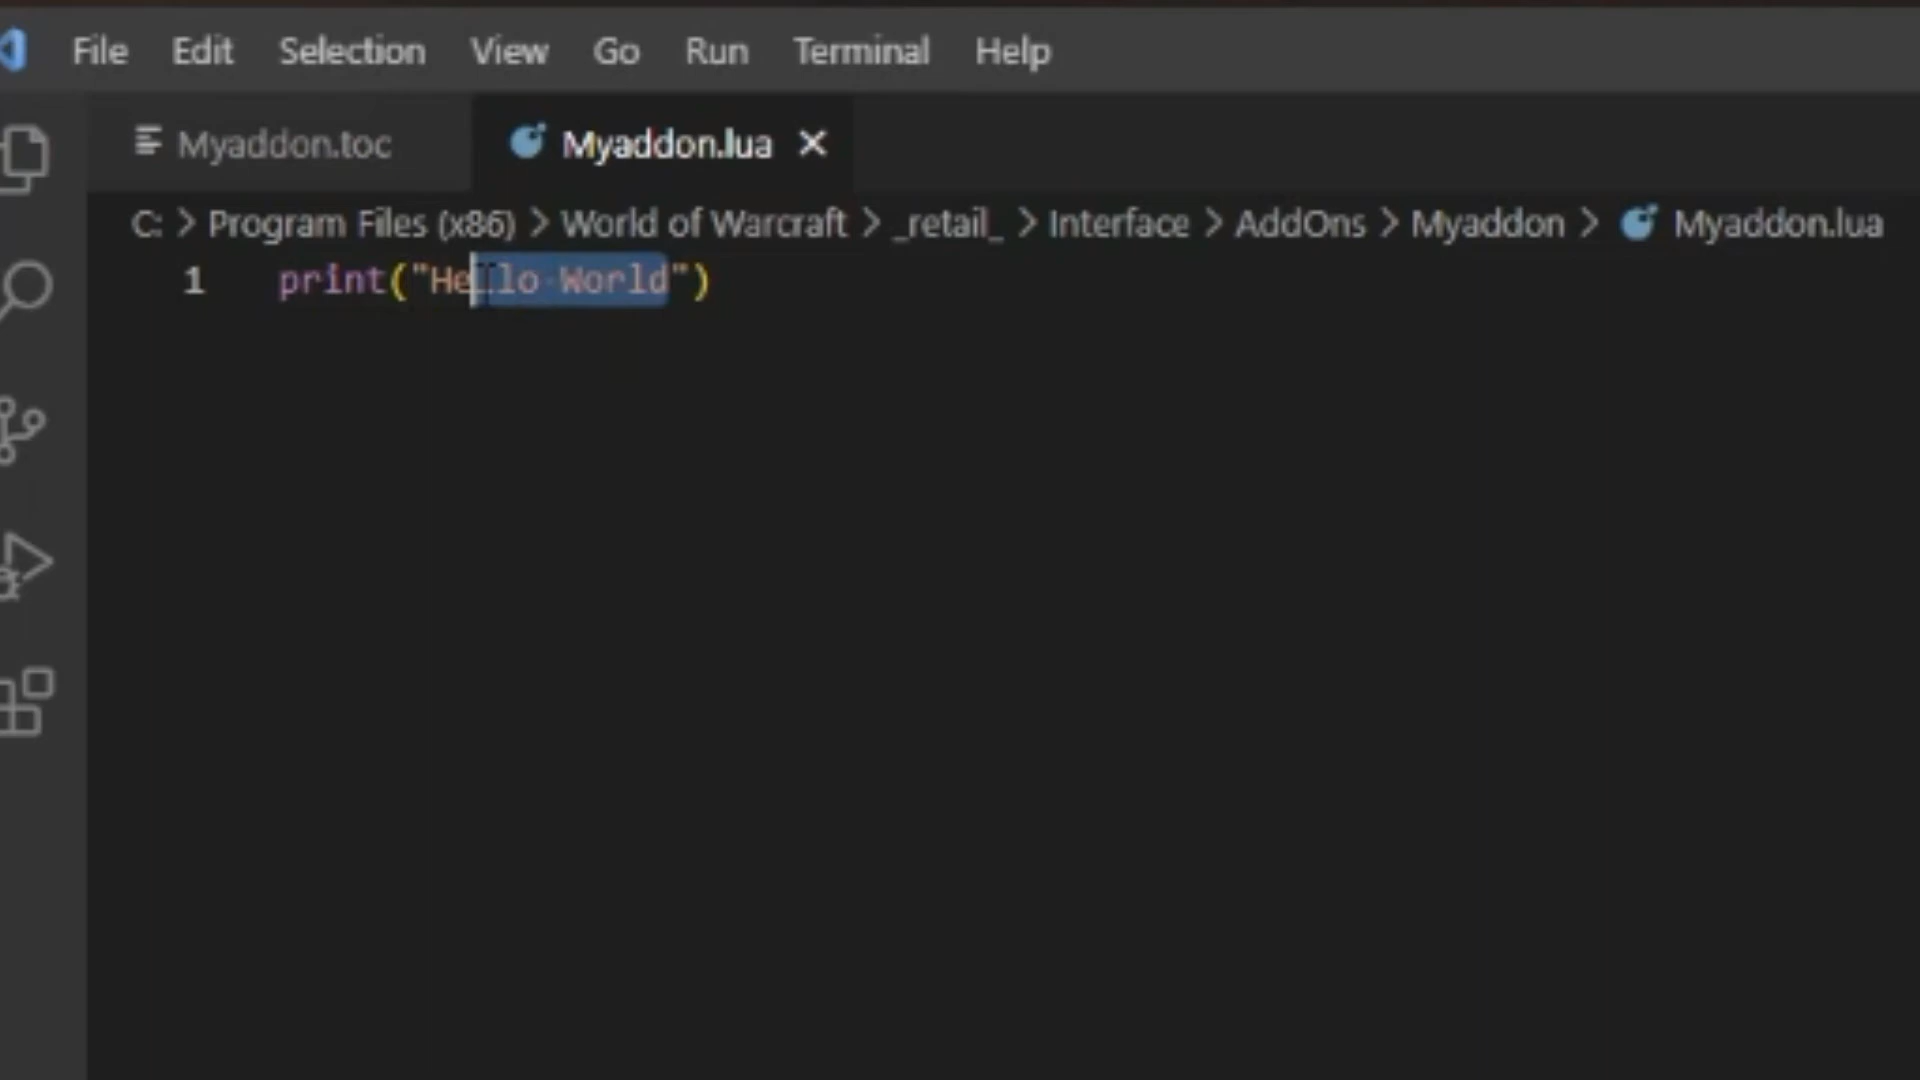 File Edit Selection View Go Run Terminal Help
Myaddon.toc Myaddon.lua
C: > Program Files (x86) > World of Warcraft > _retail_ > Interface > AddOns > Myaddon > Myaddon.lua
1 print("Hello World")